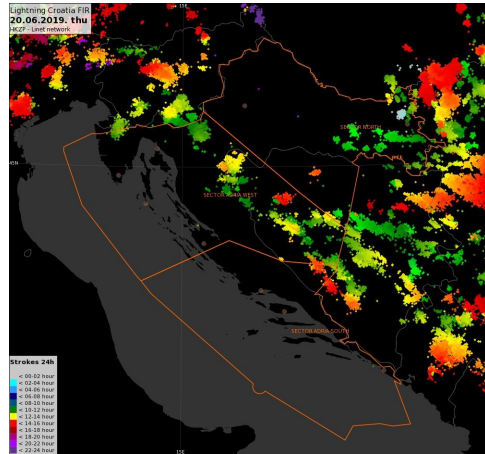 Lightning Croatia FIR
20.06.2019. thu
HKZP - Linet network
15E
SECTOR NORTH
45N
SECTOR ADRIA WEST
SECTOR ADRIA SOUTH
Strokes 24h
< 00-02 hour
< 02-04 hour
< 04-06 hour
< 06-08 hour
< 08-10 hour
< 10-12 hour
< 12-14 hour
< 14-16 hour
< 16-18 hour
< 18-20 hour
< 20-22 hour
< 22-24 hour
15E